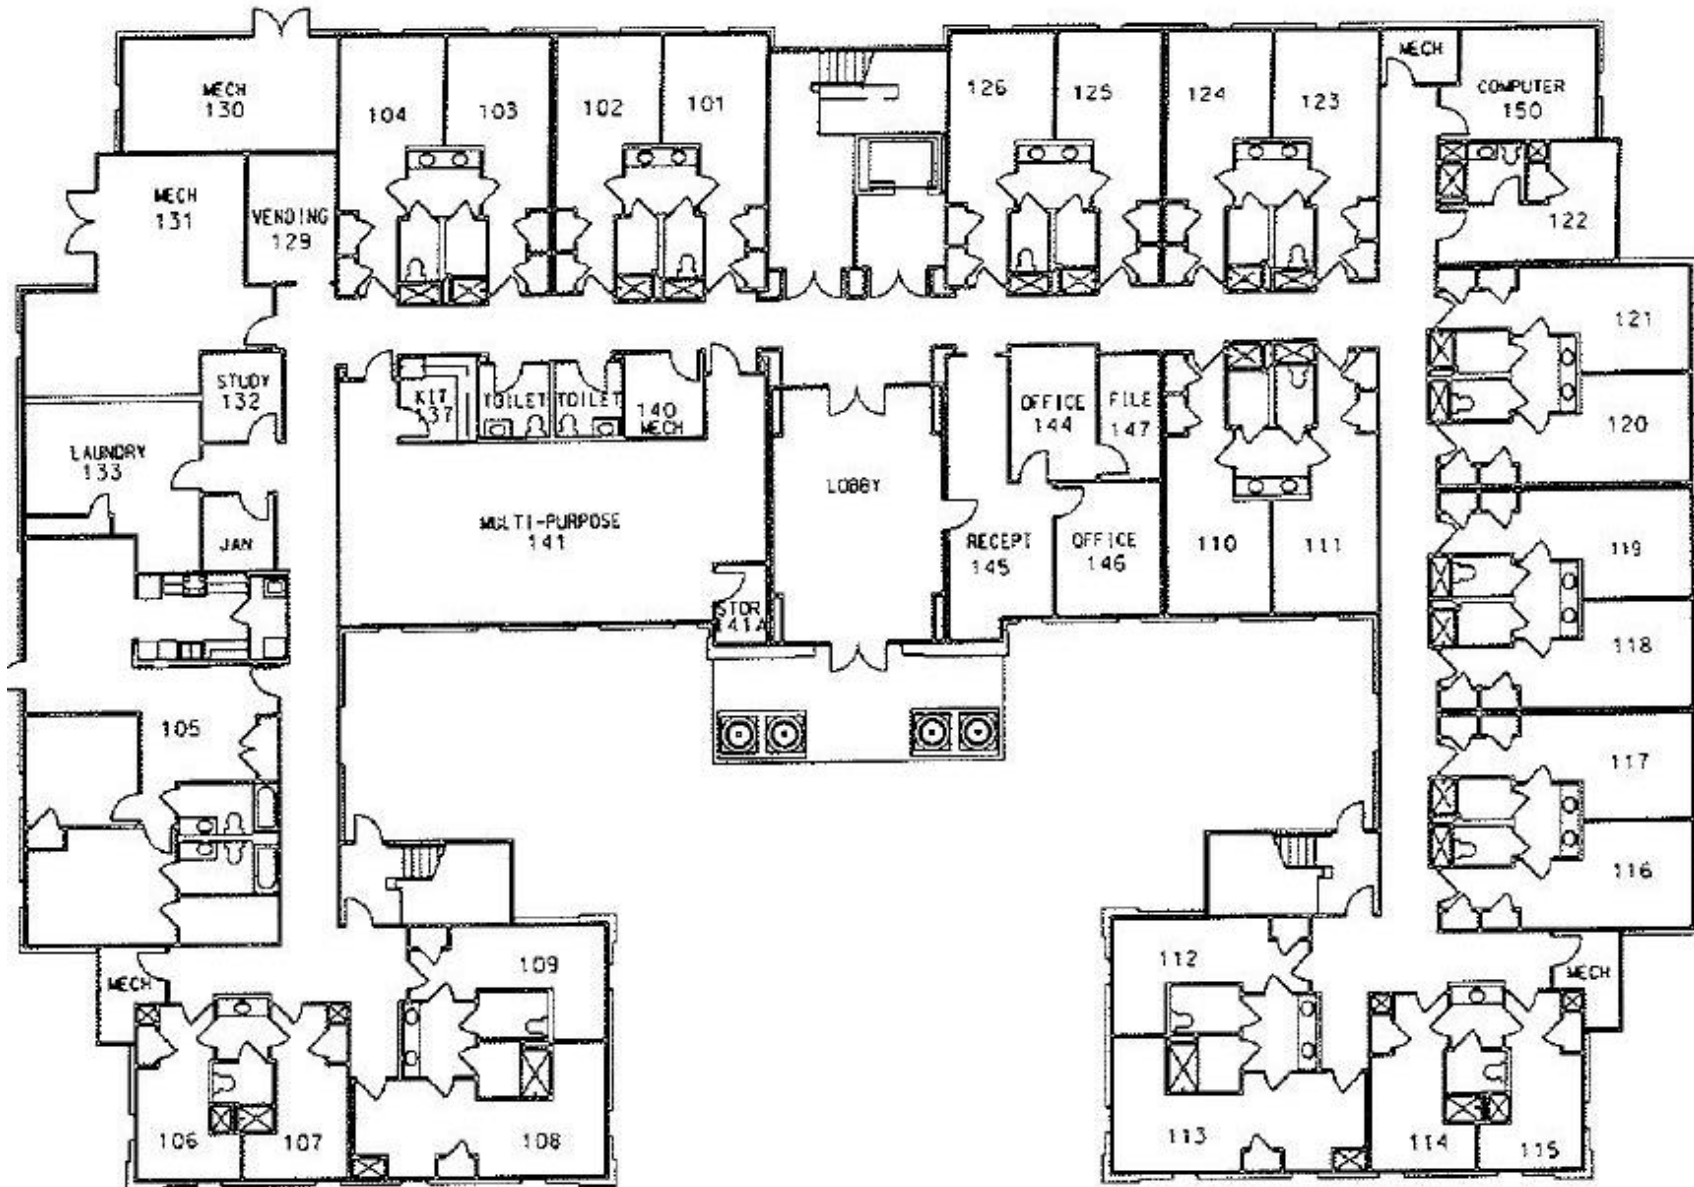 MECH
130
104
103
102
101
126
125
124
123
MECH
COMPUTER
150
MECH
131
VENDING
129
122
121
STUDY
132
KIT
137
TOILET
TOILET
140
MECH
OFFICE
144
FILE
147
120
LAUNDRY
133
LOBBY
MULTI-PURPOSE
141
JAN
RECEPT
145
OFFICE
146
110
111
119
STOR
141A
118
105
117
116
MECH
109
112
MECH
106
107
108
113
114
115